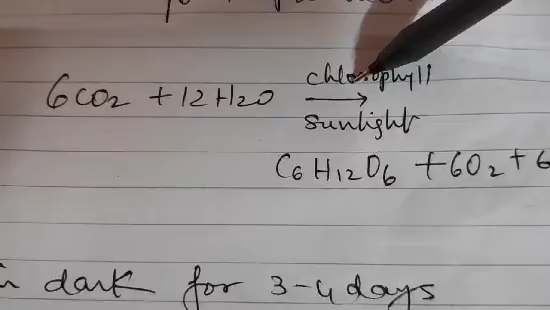 6CO2 + 12H2O → chlorophyll
sunlight
C6H12O6 + 6O2 + 6
dark for 3-4 days